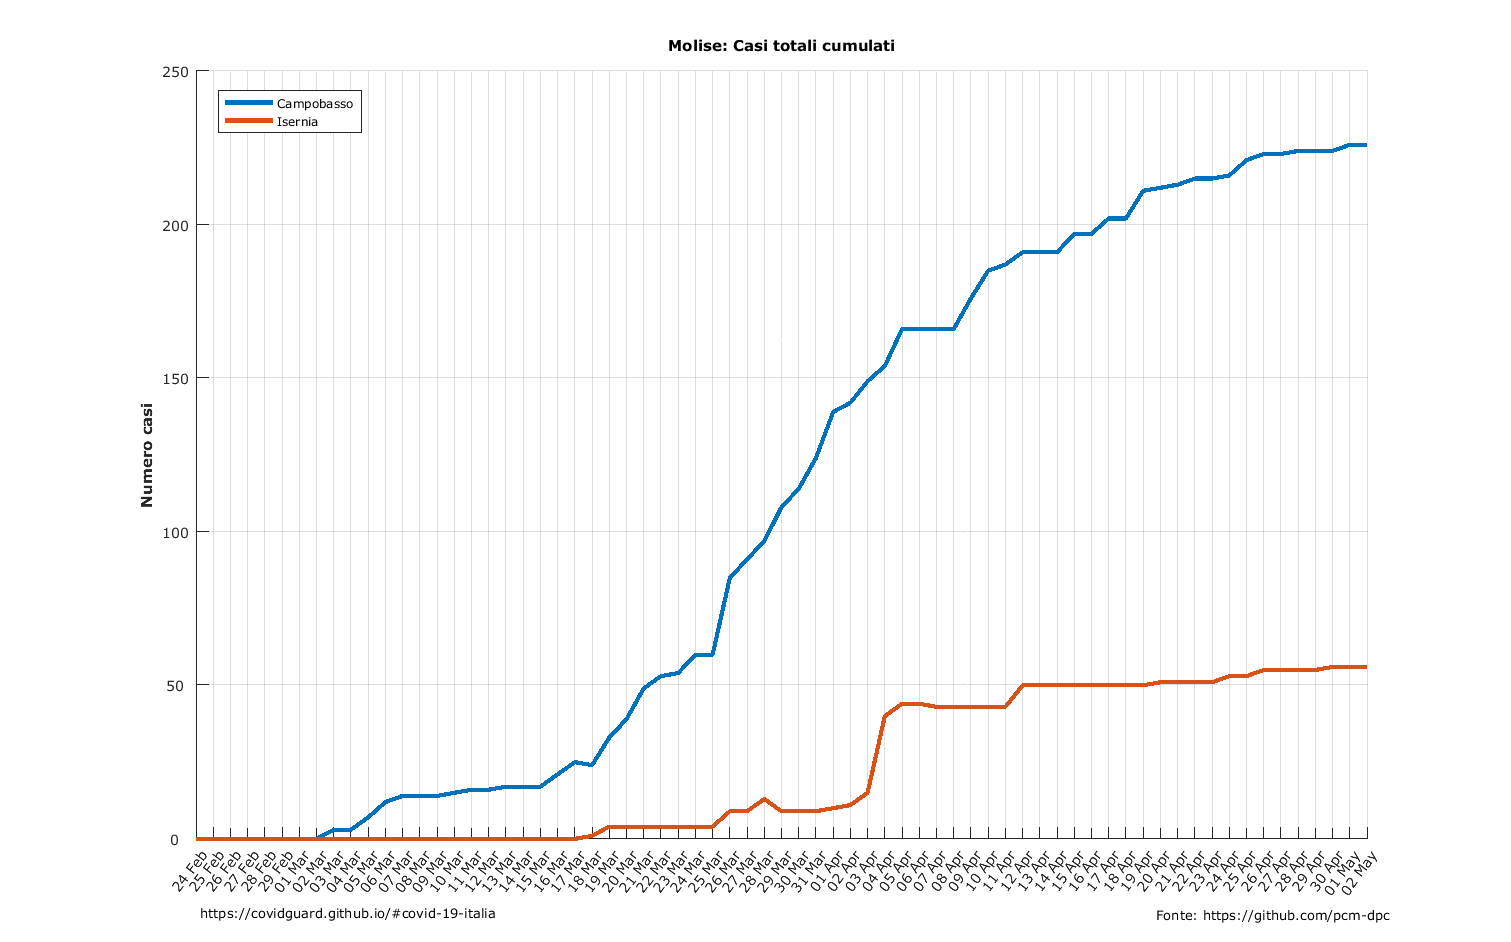 Molise: Casi totali cumulati
250
200
150
100
50
0
Numero casi
Campobasso
Isernia
24 Feb
25 Feb
26 Feb
27 Feb
28 Feb
29 Feb
01 Mar
02 Mar
03 Mar
04 Mar
05 Mar
06 Mar
07 Mar
08 Mar
09 Mar
10 Mar
11 Mar
12 Mar
13 Mar
14 Mar
15 Mar
16 Mar
17 Mar
18 Mar
19 Mar
20 Mar
21 Mar
22 Mar
23 Mar
24 Mar
25 Mar
26 Mar
27 Mar
28 Mar
29 Mar
30 Mar
31 Mar
01 Apr
02 Apr
03 Apr
04 Apr
05 Apr
06 Apr
07 Apr
08 Apr
09 Apr
10 Apr
11 Apr
12 Apr
13 Apr
14 Apr
15 Apr
16 Apr
17 Apr
18 Apr
19 Apr
20 Apr
21 Apr
22 Apr
23 Apr
24 Apr
25 Apr
26 Apr
27 Apr
28 Apr
29 Apr
30 Apr
01 May
02 May
https://covidguard.github.io/#covid-19-italia
Fonte: https://github.com/pcm-dpc